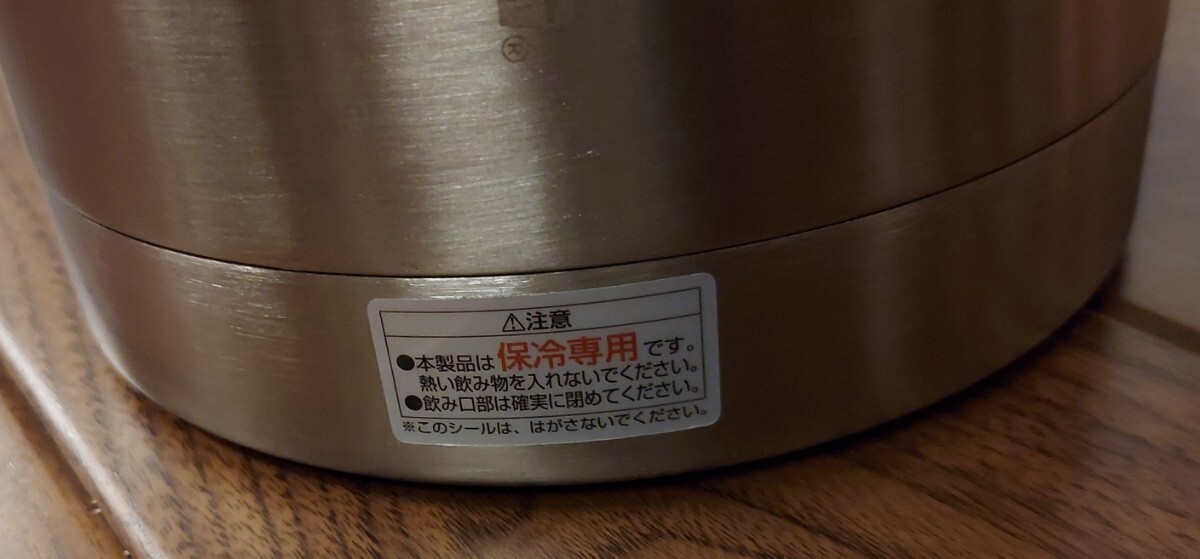 ®
⚠注意
●本製品は保冷専用です。
熱い飲み物を入れないでください。
●飲み口部は確実に閉めてください。
※このシールは、はがさないでください。